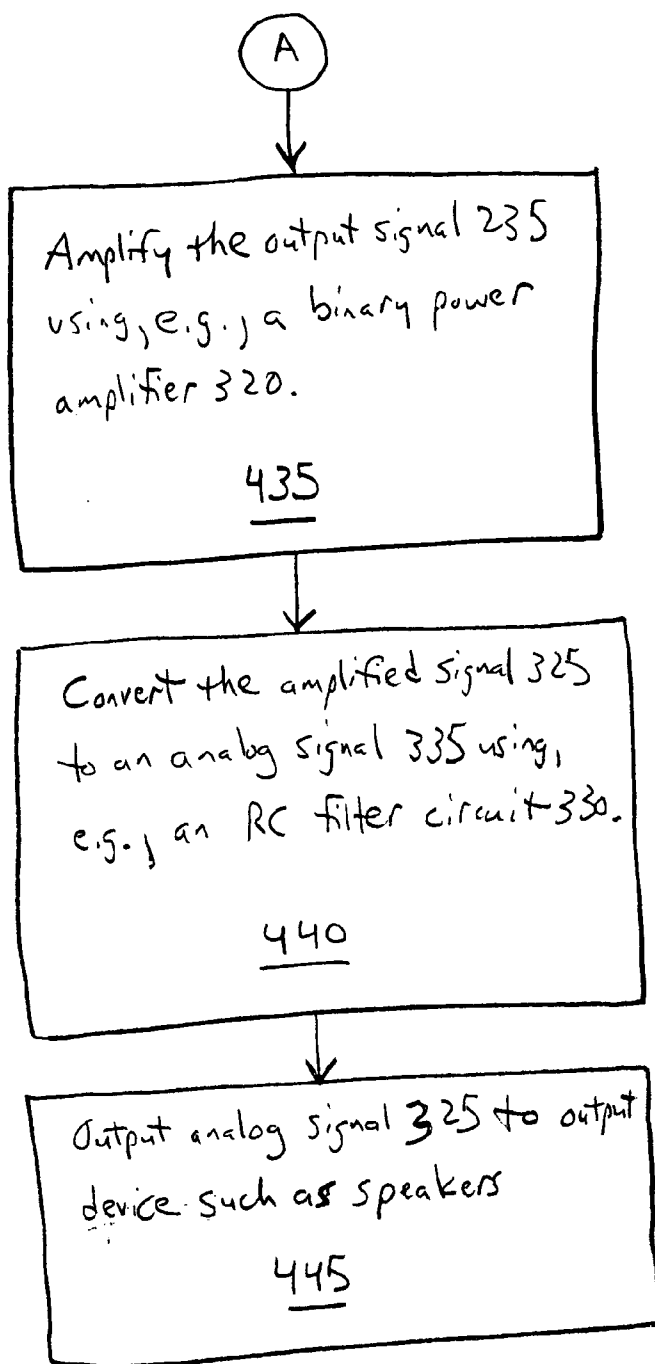 A
Amplify the output signal 235
using, e.g., a binary power
amplifier 320.
435
Convert the amplified signal 325
to an analog signal 335 using,
e.g., an RC filter circuit 330.
440
Output analog signal 325 to output
device such as speakers
445